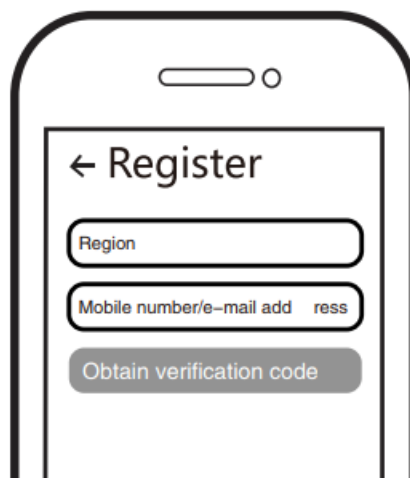 ← Register
Region
Mobile number/e-mail add ress
Obtain verification code